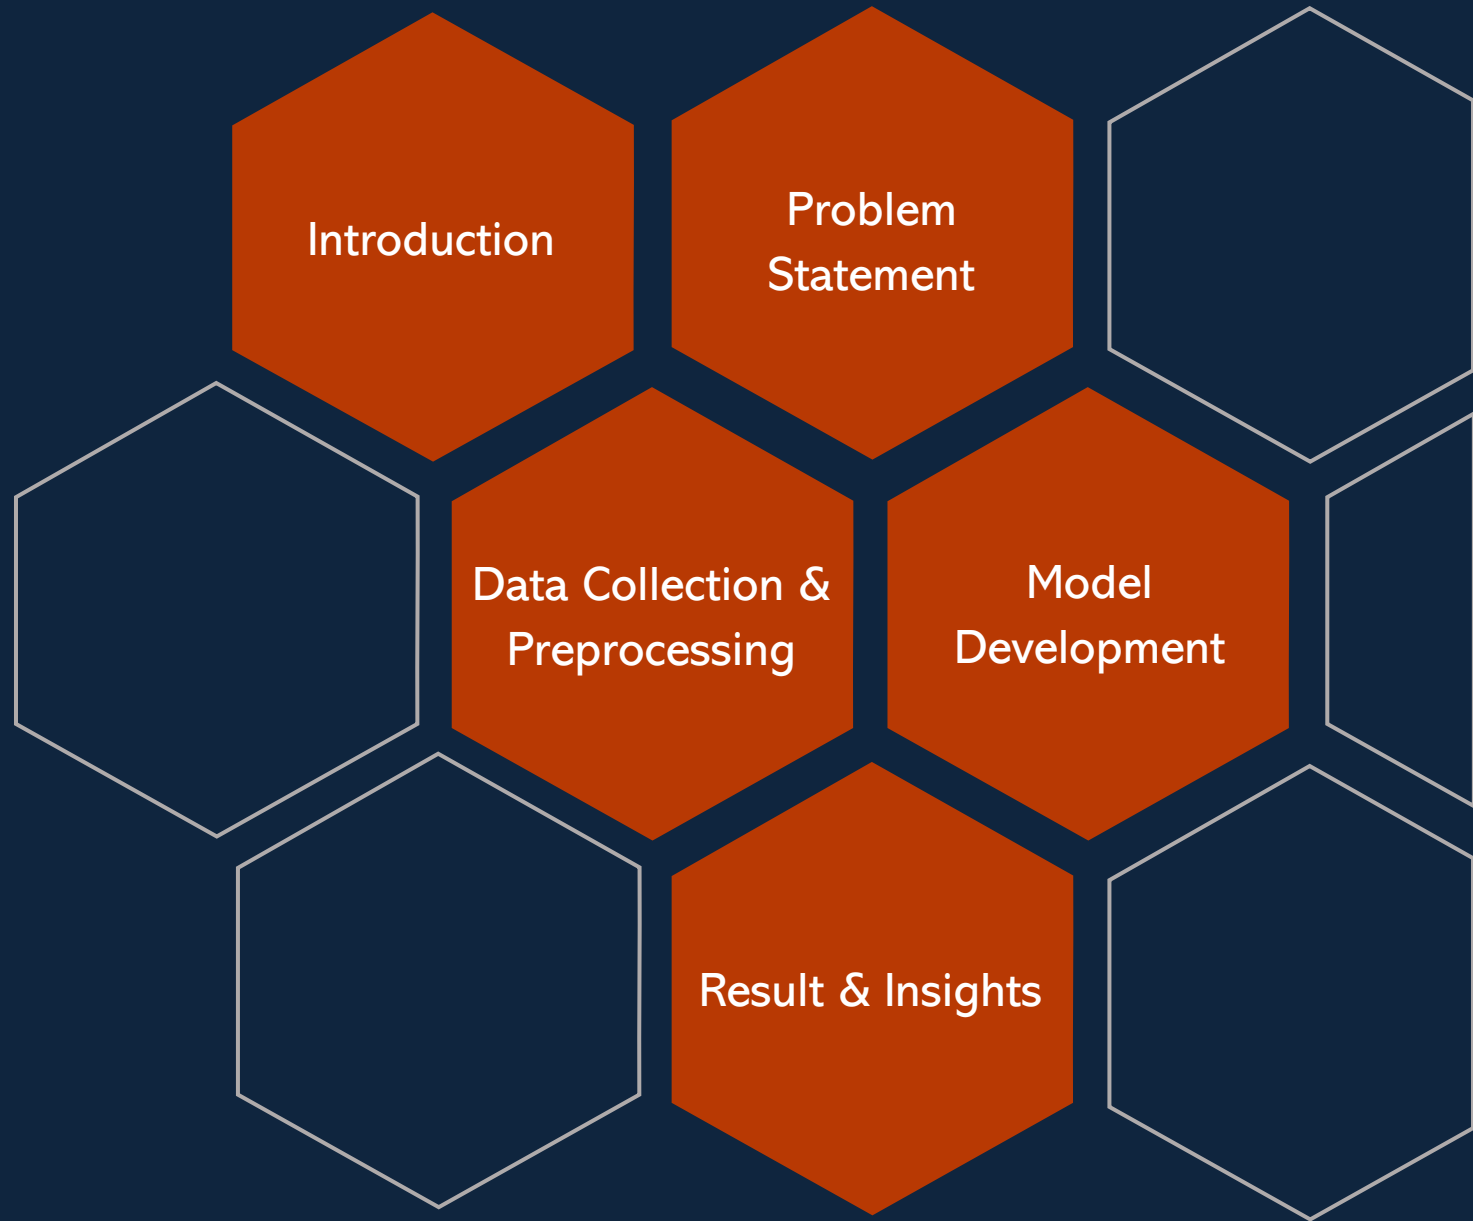 Introduction
Problem
Statement
Data Collection &
Preprocessing
Model
Development
Result & Insights